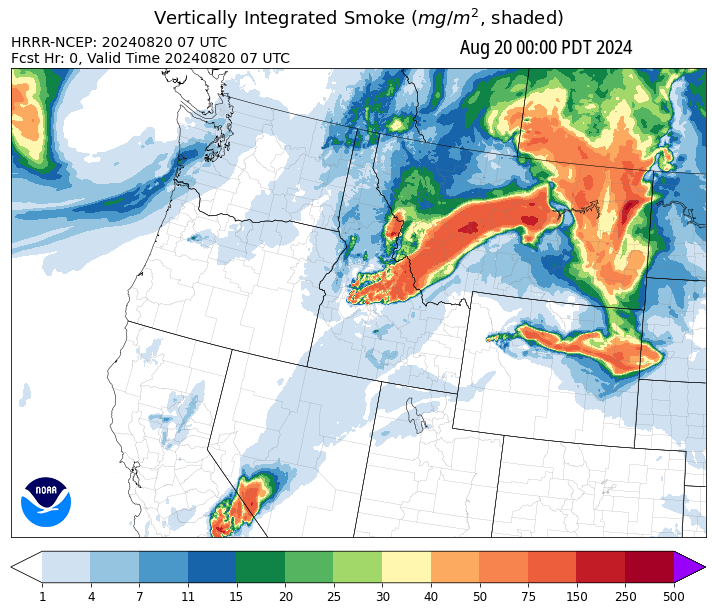 Vertically Integrated Smoke (mg/m², shaded)
HRRR-NCEP: 20240820 07 UTC
Fcst Hr: 0, Valid Time 20240820 07 UTC
Aug 20 00:00 PDT 2024
NOAA
1 4 7 11 15 20 25 30 40 50 75 150 250 500